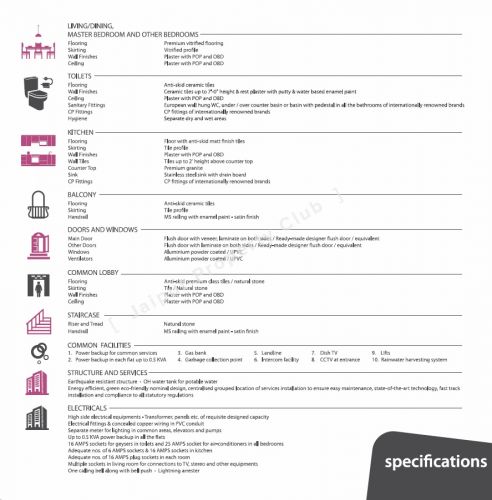 LIVING/DINING,
MASTER BEDROOM AND OTHER BEDROOMS
Flooring Premium vitrified flooring
Skirting Vitrified profile
Wall Finishes Plaster with POP and OBD
Ceiling Plaster with POP and OBD
TOILETS
Flooring Anti-skid ceramic tiles
Wall Finishes Ceramic tiles up to 7'-0" height & rest plaster with putty & water based enamel paint
Ceiling Plaster with POP and OBD
Sanitary Fittings European wall hung WC, under / over counter basin or basin with pedestal in all the bathrooms of internationally renowned brands
CP Fittings CP fittings of internationally renowned brands
Hygiene Separate dry and wet areas
KITCHEN
Flooring Floor with anti-skid matt finish tiles
Skirting Tile profile
Wall Finishes Plaster with POP and OBD
Wall Tiles Tiles up to 2' height above counter top
Counter Top Premium granite
Sink Stainless steel sink with drain board
CP Fittings CP fittings of internationally renowned brands
BALCONY
Flooring Anti-skid ceramic tiles
Skirting Tile profile
Handrail MS railing with enamel paint • satin finish
DOORS AND WINDOWS
Main Door Flush door with veneer, laminate on both sides / Ready-made designer flush door / equivalent
Other Doors Flush door with laminate on both sides / Ready-made designer flush door / equivalent
Windows Aluminium powder coated / UPVC
Ventilators Aluminium powder coated / UPVC
COMMON LOBBY
Flooring Anti-skid premium class tiles / natural stone
Skirting Tile / Natural stone
Wall Finishes Plaster with POP and OBD
Ceiling Plaster with POP and OBD
STAIRCASE
Riser and Tread Natural stone
Handrail MS railing with enamel paint • satin finish
COMMON FACILITIES
1. Power backup for common services 3. Gas bank 5. Landline 7. Dish TV 9. Lifts
2. Power backup in each flat up to 0.5 KVA 4. Garbage collection point 6. Intercom facility 8. CCTV at entrance 10. Rainwater harvesting system
STRUCTURE AND SERVICES
Earthquake resistant structure • OH water tank for potable water
Energy efficient, green eco-friendly nominal design, centralised grouped location of services installation to ensure easy maintenance, state-of-the-art technology, fast track
installation and compliance to all statutory regulations
ELECTRICALS
High side electrical equipments • Transformer, panels etc. of requisite designed capacity
Electrical fittings & concealed copper wiring in PVC conduit
Separate meter for lighting in common areas, elevators and pumps
Up to 0.5 KVA power backup in all the flats
16 AMPS sockets for geysers in toilets and 25 AMPS socket for air-conditioners in all bedrooms
Adequate nos. of 6 AMPS sockets & 16 AMPS sockets in kitchen
Adequate nos. of 6 AMPS plugs in each room
Multiple sockets in living room for connections to TV, stereo and other equipments
One calling bell along with bell push • Lightning arrester
specifications
[ Jain Property Club ]